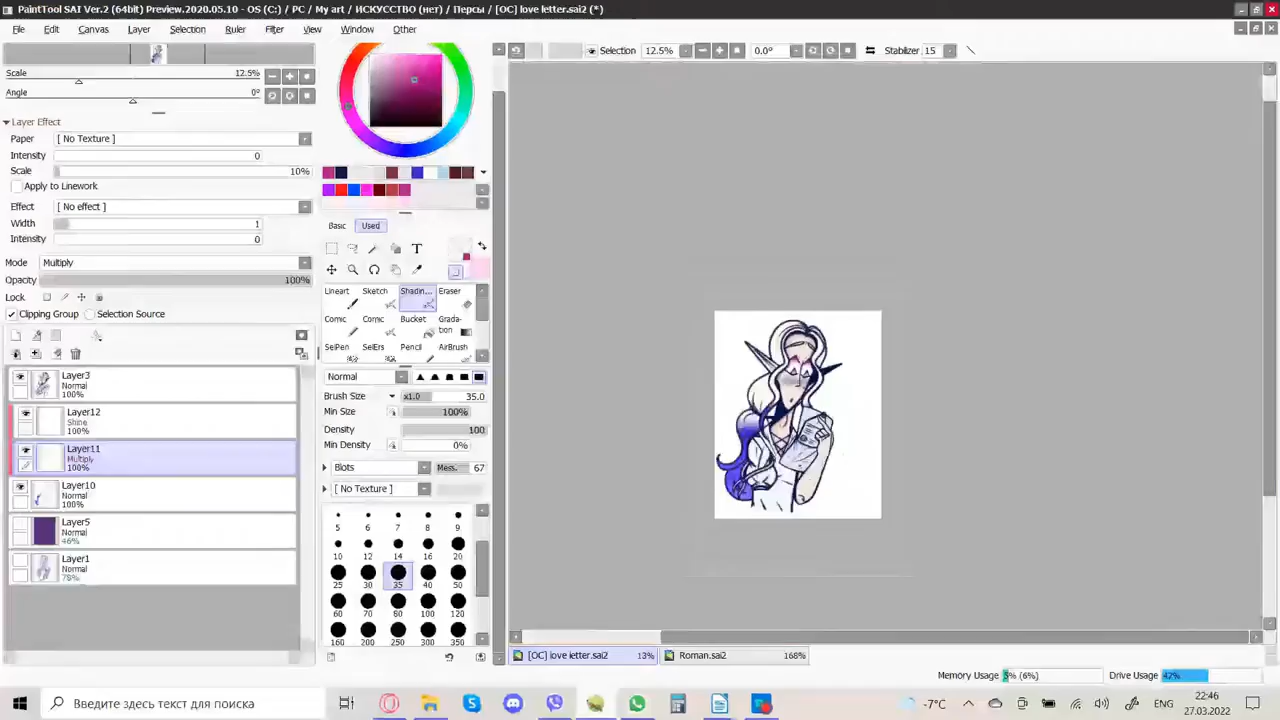 PaintTool SAI Ver.2 (64bit) Preview.2020.05.10 - OS (C:) / PC / My art / ИСКУССТВО (нет) / Персы / [OC] love letter.sai2 (*)
File Edit Canvas Layer Selection Ruler Filter View Window Other
Selection 12.5% 0.0° Stabilizer 15
Scale 12.5%
Angle 0°
Layer Effect
Paper [ No Texture ]
Intensity 0
Scale 10%
Apply to Linework
Effect [ No effect ]
Width 1
Intensity 0
Mode Multiply
Opacity 100%
Lock
Clipping Group Selection Source
Layer3
Normal
100%
Layer12
Shine
100%
Layer11
Multiply
100%
Layer10
Normal
100%
Layer5
Normal
46%
Layer1
Normal
78%
Basic Used
T
Lineart Sketch Shadin... Eraser
Comic Comic Bucket Grada-
tion
SelPen SelErs Pencil AirBrush
Normal
Brush Size x1.0 35.0
Min Size 100%
Density 100
Min Density 0%
Blots Mess. 67
[ No Texture ]
5 6 7 8 9
10 12 14 16 20
25 30 35 40 50
60 70 80 100 120
160 200 250 300 350
[OC] love letter.sai2 13% Roman.sai2 168%
Memory Usage 5% (6%) Drive Usage 42%
Введите здесь текст для поиска
-7°C ENG 22:46
27.03.2022